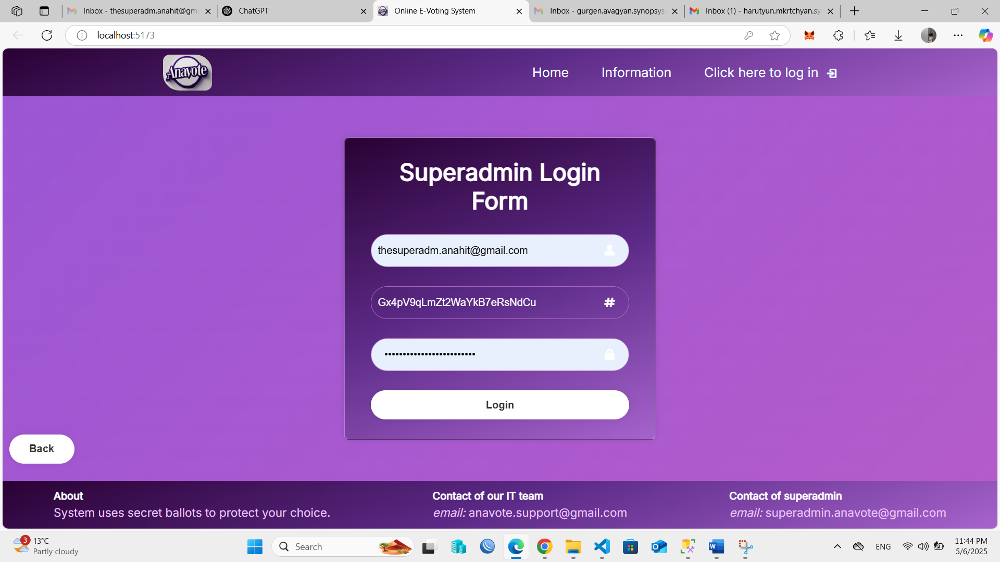 Inbox - thesuperadm.anahit@gma
ChatGPT
Online E-Voting System
Inbox - gurgen.avagyan.synopsys
Inbox (1) - harutyun.mkrtchyan.sy
localhost:5173
Anavote
Home
Information
Click here to log in
Superadmin Login
Form
thesuperadm.anahit@gmail.com
Gx4pV9qLmZt2WaYkB7eRsNdCu
#
•••••••••••••••••••••••••
Login
Back
About
System uses secret ballots to protect your choice.
Contact of our IT team
email: anavote.support@gmail.com
Contact of superadmin
email: superadmin.anavote@gmail.com
3
13°C
Partly cloudy
Search
ENG
11:44 PM
5/6/2025